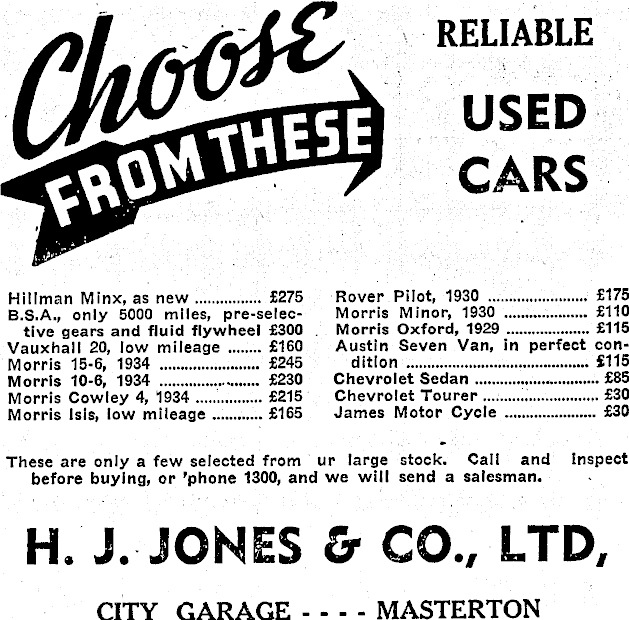 Choose
FROM THESE
RELIABLE
USED
CARS
Hillman Minx, as new ................ £275
B.S.A., only 5000 miles, pre-selec-
tive gears and fluid flywheel £300
Vauxhall 20, low mileage ........ £160
Morris 15-6, 1934 ........................ £245
Morris 10-6, 1934 ........................ £230
Morris Cowley 4, 1934 ................ £215
Morris Isis, low mileage ............ £165
Rover Pilot, 1930 ........................ £175
Morris Minor, 1930 .................... £110
Morris Oxford, 1929 .................... £115
Austin Seven Van, in perfect con-
dition ............................................ £115
Chevrolet Sedan ............................ £85
Chevrolet Tourer ............................ £30
James Motor Cycle ...................... £30
These are only a few selected from ur large stock. Call and inspect
before buying, or 'phone 1300, and we will send a salesman.
H. J. JONES & CO., LTD,
CITY GARAGE - - - - MASTERTON